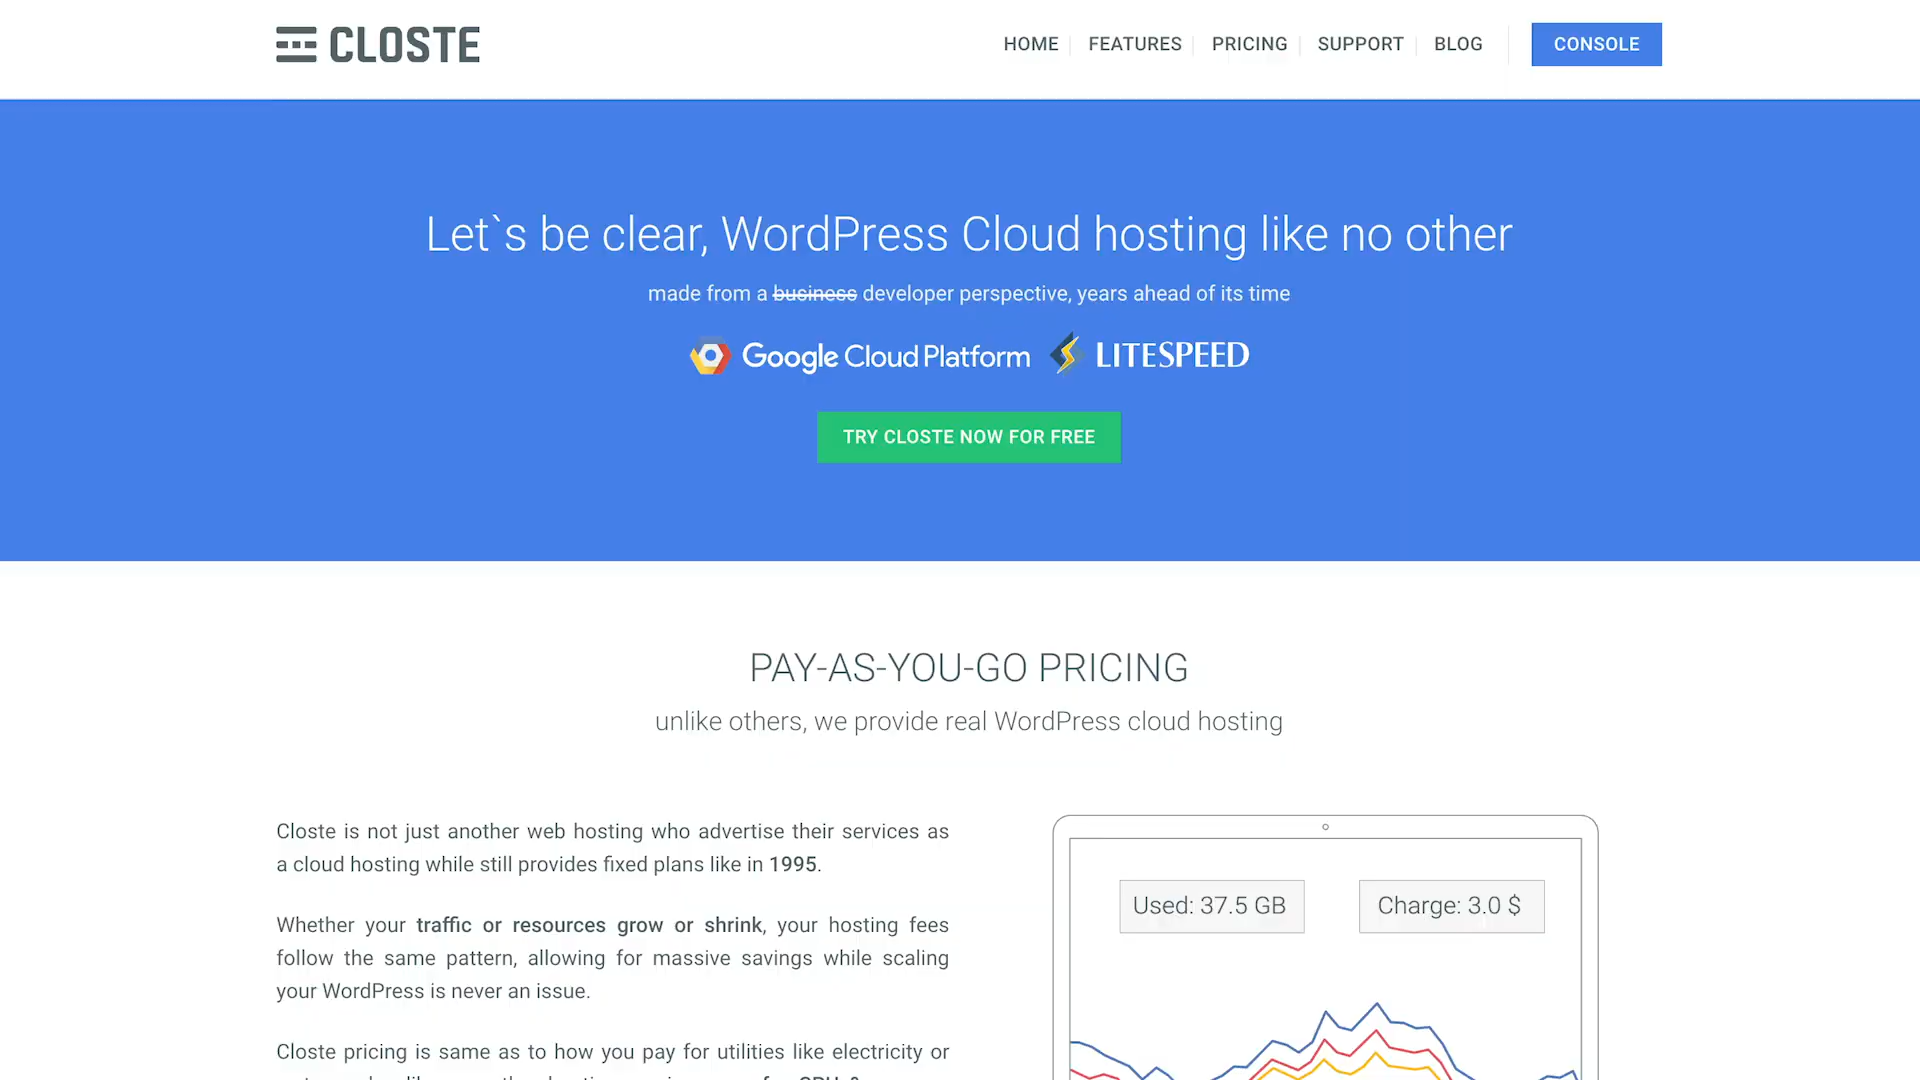 CLOSTE
HOME
FEATURES
PRICING
SUPPORT
BLOG
CONSOLE
Let`s be clear, WordPress Cloud hosting like no other
made from a business developer perspective, years ahead of its time
Google Cloud Platform
LITESPEED
TRY CLOSTE NOW FOR FREE
PAY-AS-YOU-GO PRICING
unlike others, we provide real WordPress cloud hosting
Closte is not just another web hosting who advertise their services as
a cloud hosting while still provides fixed plans like in 1995.
Whether your traffic or resources grow or shrink, your hosting fees
follow the same pattern, allowing for massive savings while scaling
your WordPress is never an issue.
Closte pricing is same as to how you pay for utilities like electricity or
Used: 37.5 GB
Charge: 3.0 $